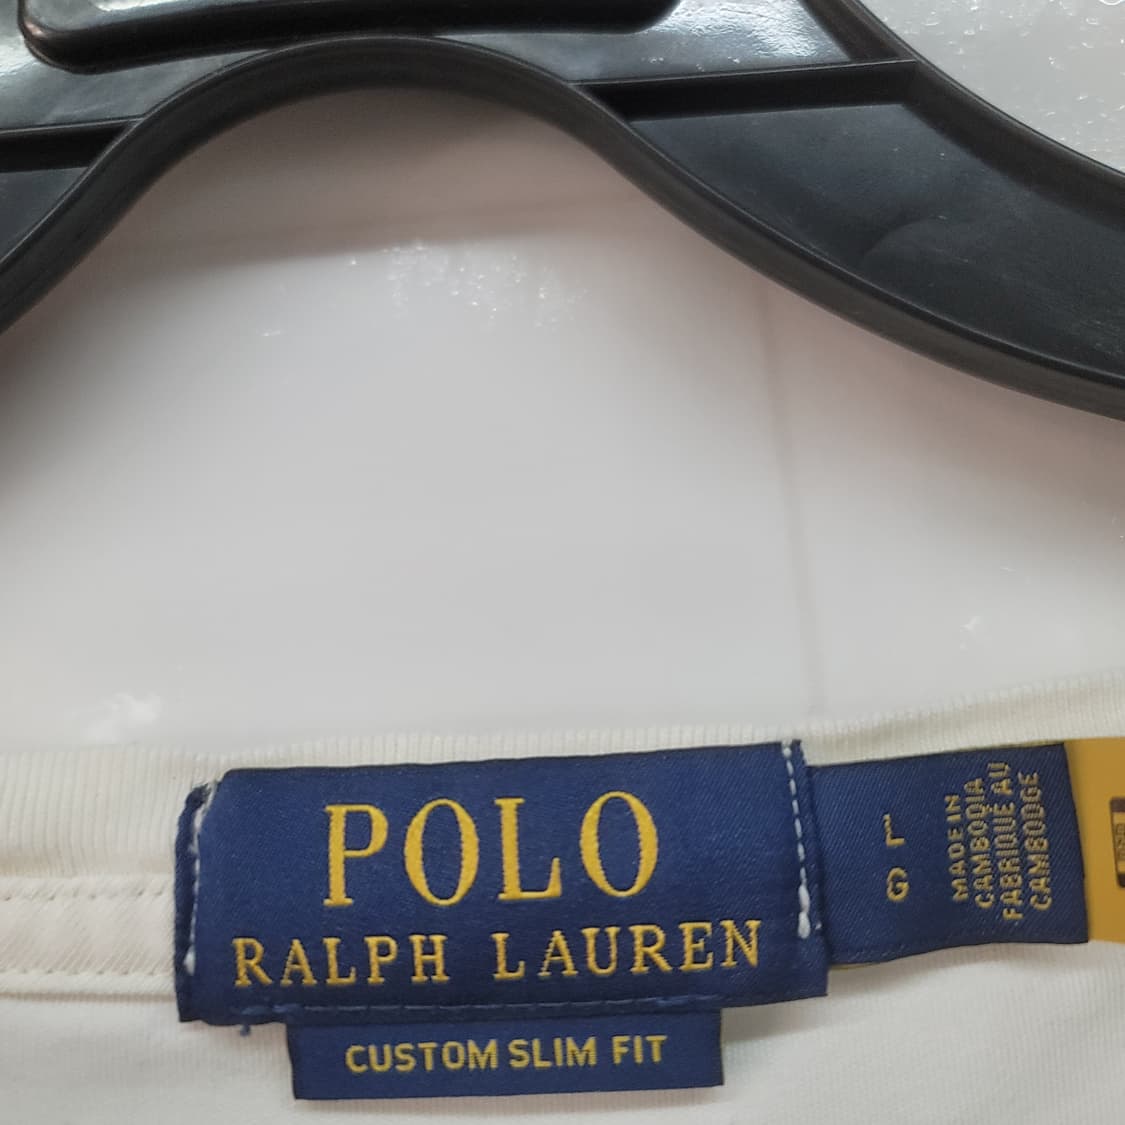 POLO
RALPH LAUREN
CUSTOM SLIM FIT
L
G
MADE IN
CAMBODIA
FABRIQUÉ AU
CAMBODGE